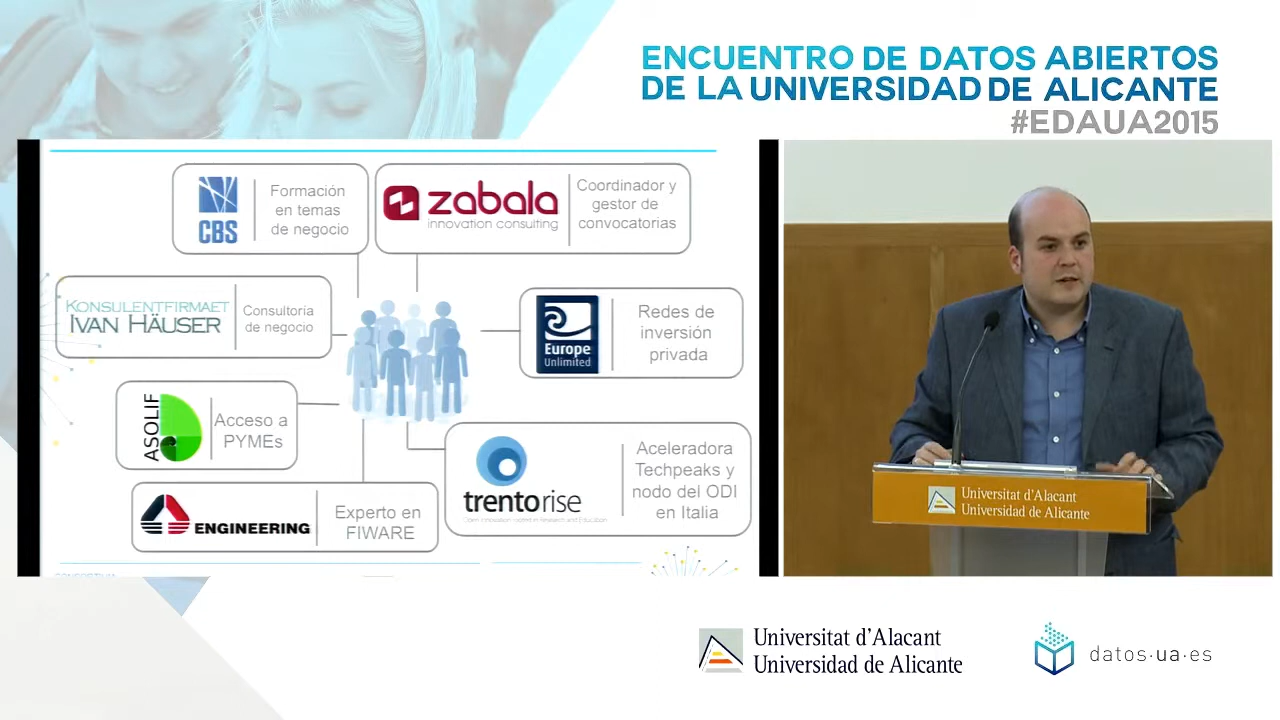 ENCUENTRO DE DATOS ABIERTOS
DE LA UNIVERSIDAD DE ALICANTE
#EDAUA2015
CBS
Formación
en temas
de negocio
zabala
innovation consulting
Coordinador y
gestor de
convocatorias
KONSULENTFIRMAET
IVAN HÄUSER
Consultoría
de negocio
Europe
Unlimited
Redes de
inversión
privada
ASOLIF
Acceso a
PYMEs
trentorise
Aceleradora
Techpeaks y
nodo del ODI
en Italia
ENGINEERING
Experto en
FIWARE
Universitat d'Alacant
Universidad de Alicante
Universitat d'Alacant
Universidad de Alicante
datos·ua·es